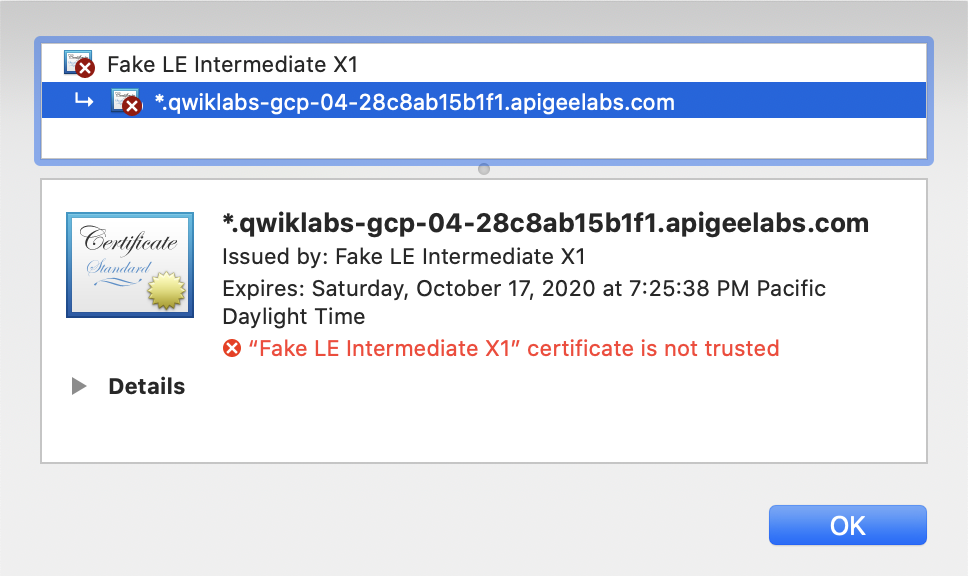 Fake LE Intermediate X1
*.qwiklabs-gcp-04-28c8ab15b1f1.apigeelabs.com
Certificate
Standard
*.qwiklabs-gcp-04-28c8ab15b1f1.apigeelabs.com
Issued by: Fake LE Intermediate X1
Expires: Saturday, October 17, 2020 at 7:25:38 PM Pacific
Daylight Time
“Fake LE Intermediate X1” certificate is not trusted
Details
OK